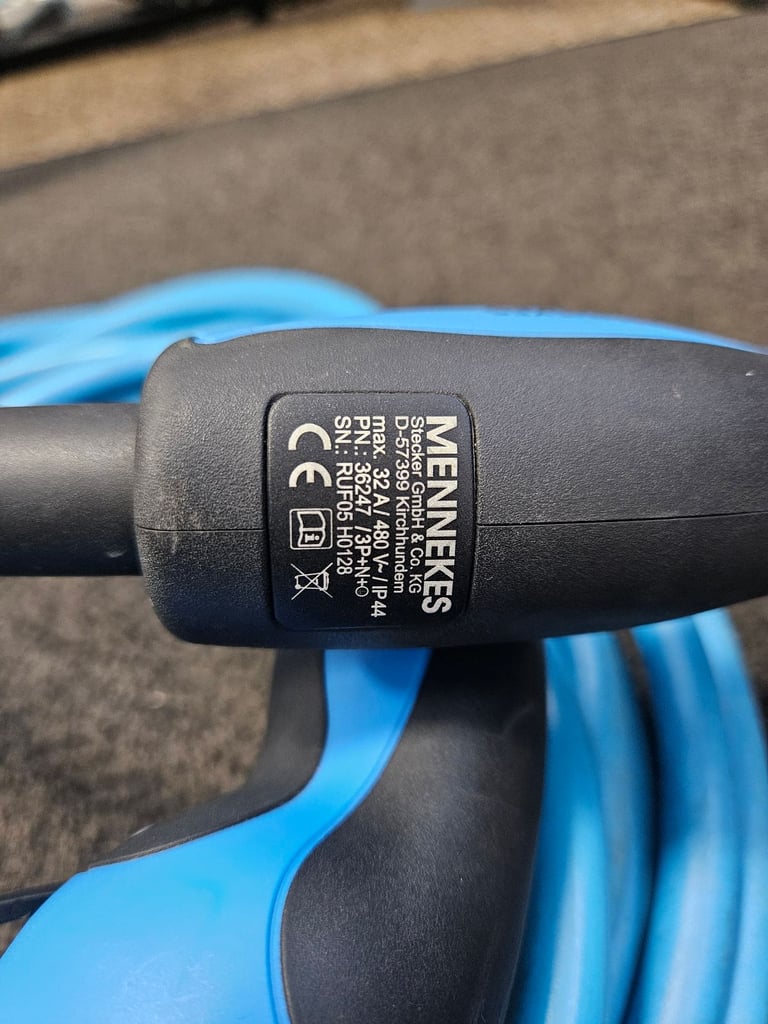 MENNEKES
Stecker GmbH & Co. KG
D-57399 Kirchhundem
max. 32 A / 480 V~ / IP 44
PN.: 36247 / 3P+N+⏚
SN.: RUF05 H0128
CE